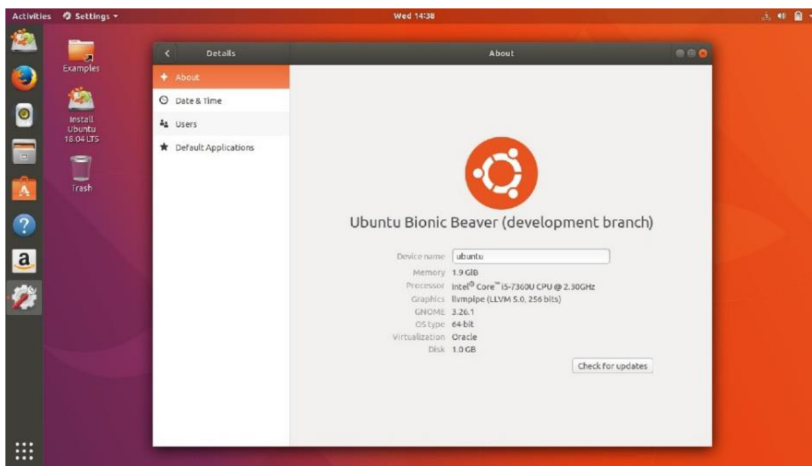 Activities Settings Wed 14:38
Examples
Install
Ubuntu
18.04 LTS
Trash
Details
About
About
Date & Time
Users
Default Applications
Ubuntu Bionic Beaver (development branch)
Device name ubuntu
Memory 1.9 GiB
Processor Intel® Core™ i5-7360U CPU @ 2.30GHz
Graphics llvmpipe (LLVM 5.0, 256 bits)
GNOME 3.26.1
OS type 64-bit
Virtualization Oracle
Disk 1.0 GB
Check for updates